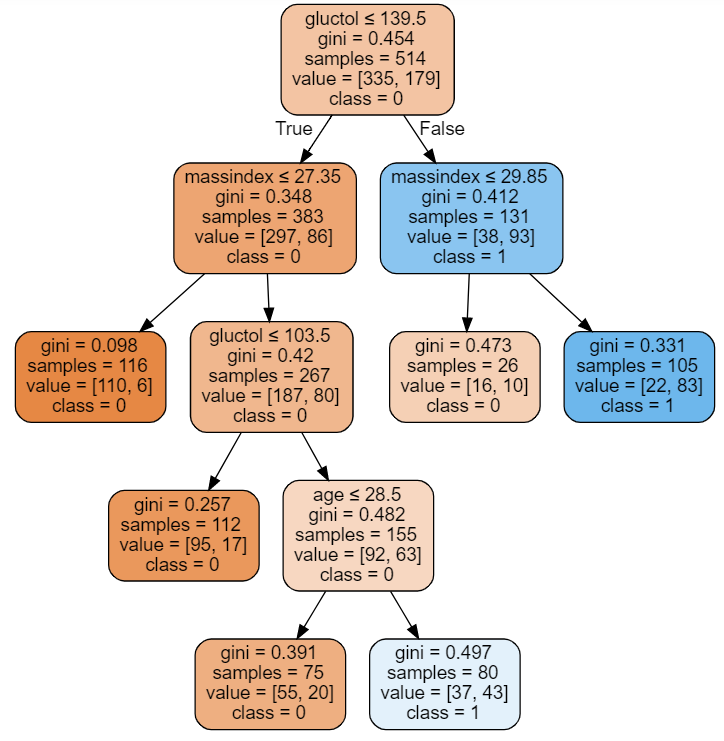 gluctol ≤ 139.5
gini = 0.454
samples = 514
value = [335, 179]
class = 0
True
False
massindex ≤ 27.35
gini = 0.348
samples = 383
value = [297, 86]
class = 0
massindex ≤ 29.85
gini = 0.412
samples = 131
value = [38, 93]
class = 1
gini = 0.098
samples = 116
value = [110, 6]
class = 0
gluctol ≤ 103.5
gini = 0.42
samples = 267
value = [187, 80]
class = 0
gini = 0.473
samples = 26
value = [16, 10]
class = 0
gini = 0.331
samples = 105
value = [22, 83]
class = 1
gini = 0.257
samples = 112
value = [95, 17]
class = 0
age ≤ 28.5
gini = 0.482
samples = 155
value = [92, 63]
class = 0
gini = 0.391
samples = 75
value = [55, 20]
class = 0
gini = 0.497
samples = 80
value = [37, 43]
class = 1